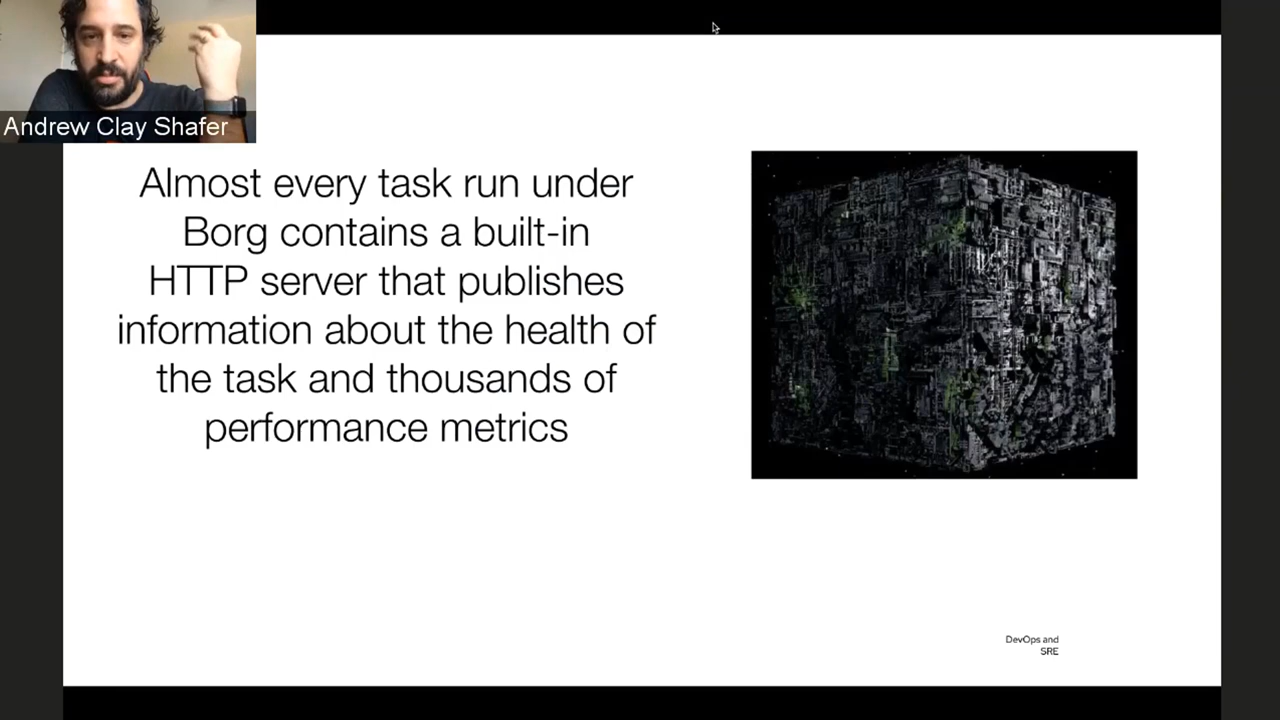 Andrew Clay Shafer
Almost every task run under
Borg contains a built-in
HTTP server that publishes
information about the health of
the task and thousands of
performance metrics
DevOps and
SRE